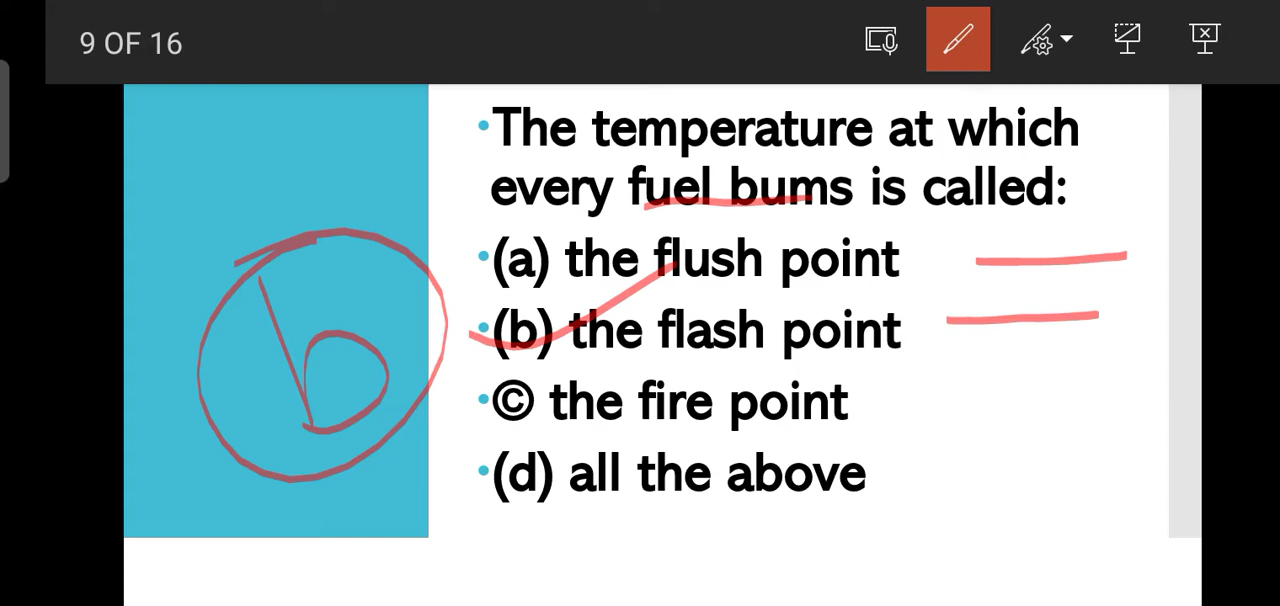 9 OF 16
•The temperature at which
every fuel bums is called:
•(a) the flush point
•(b) the flash point
•© the fire point
•(d) all the above
b